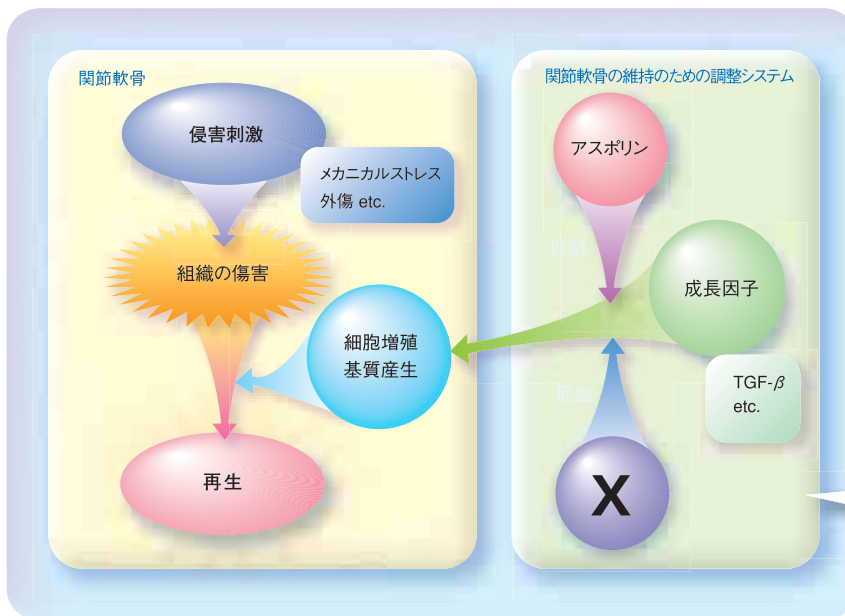 関節軟骨
侵害刺激
メカニカルストレス
外傷 etc.
組織の傷害
細胞増殖
基質産生
再生
関節軟骨の維持のための調整システム
アスポリン
抑制
成長因子
TGF-β
etc.
促進
X